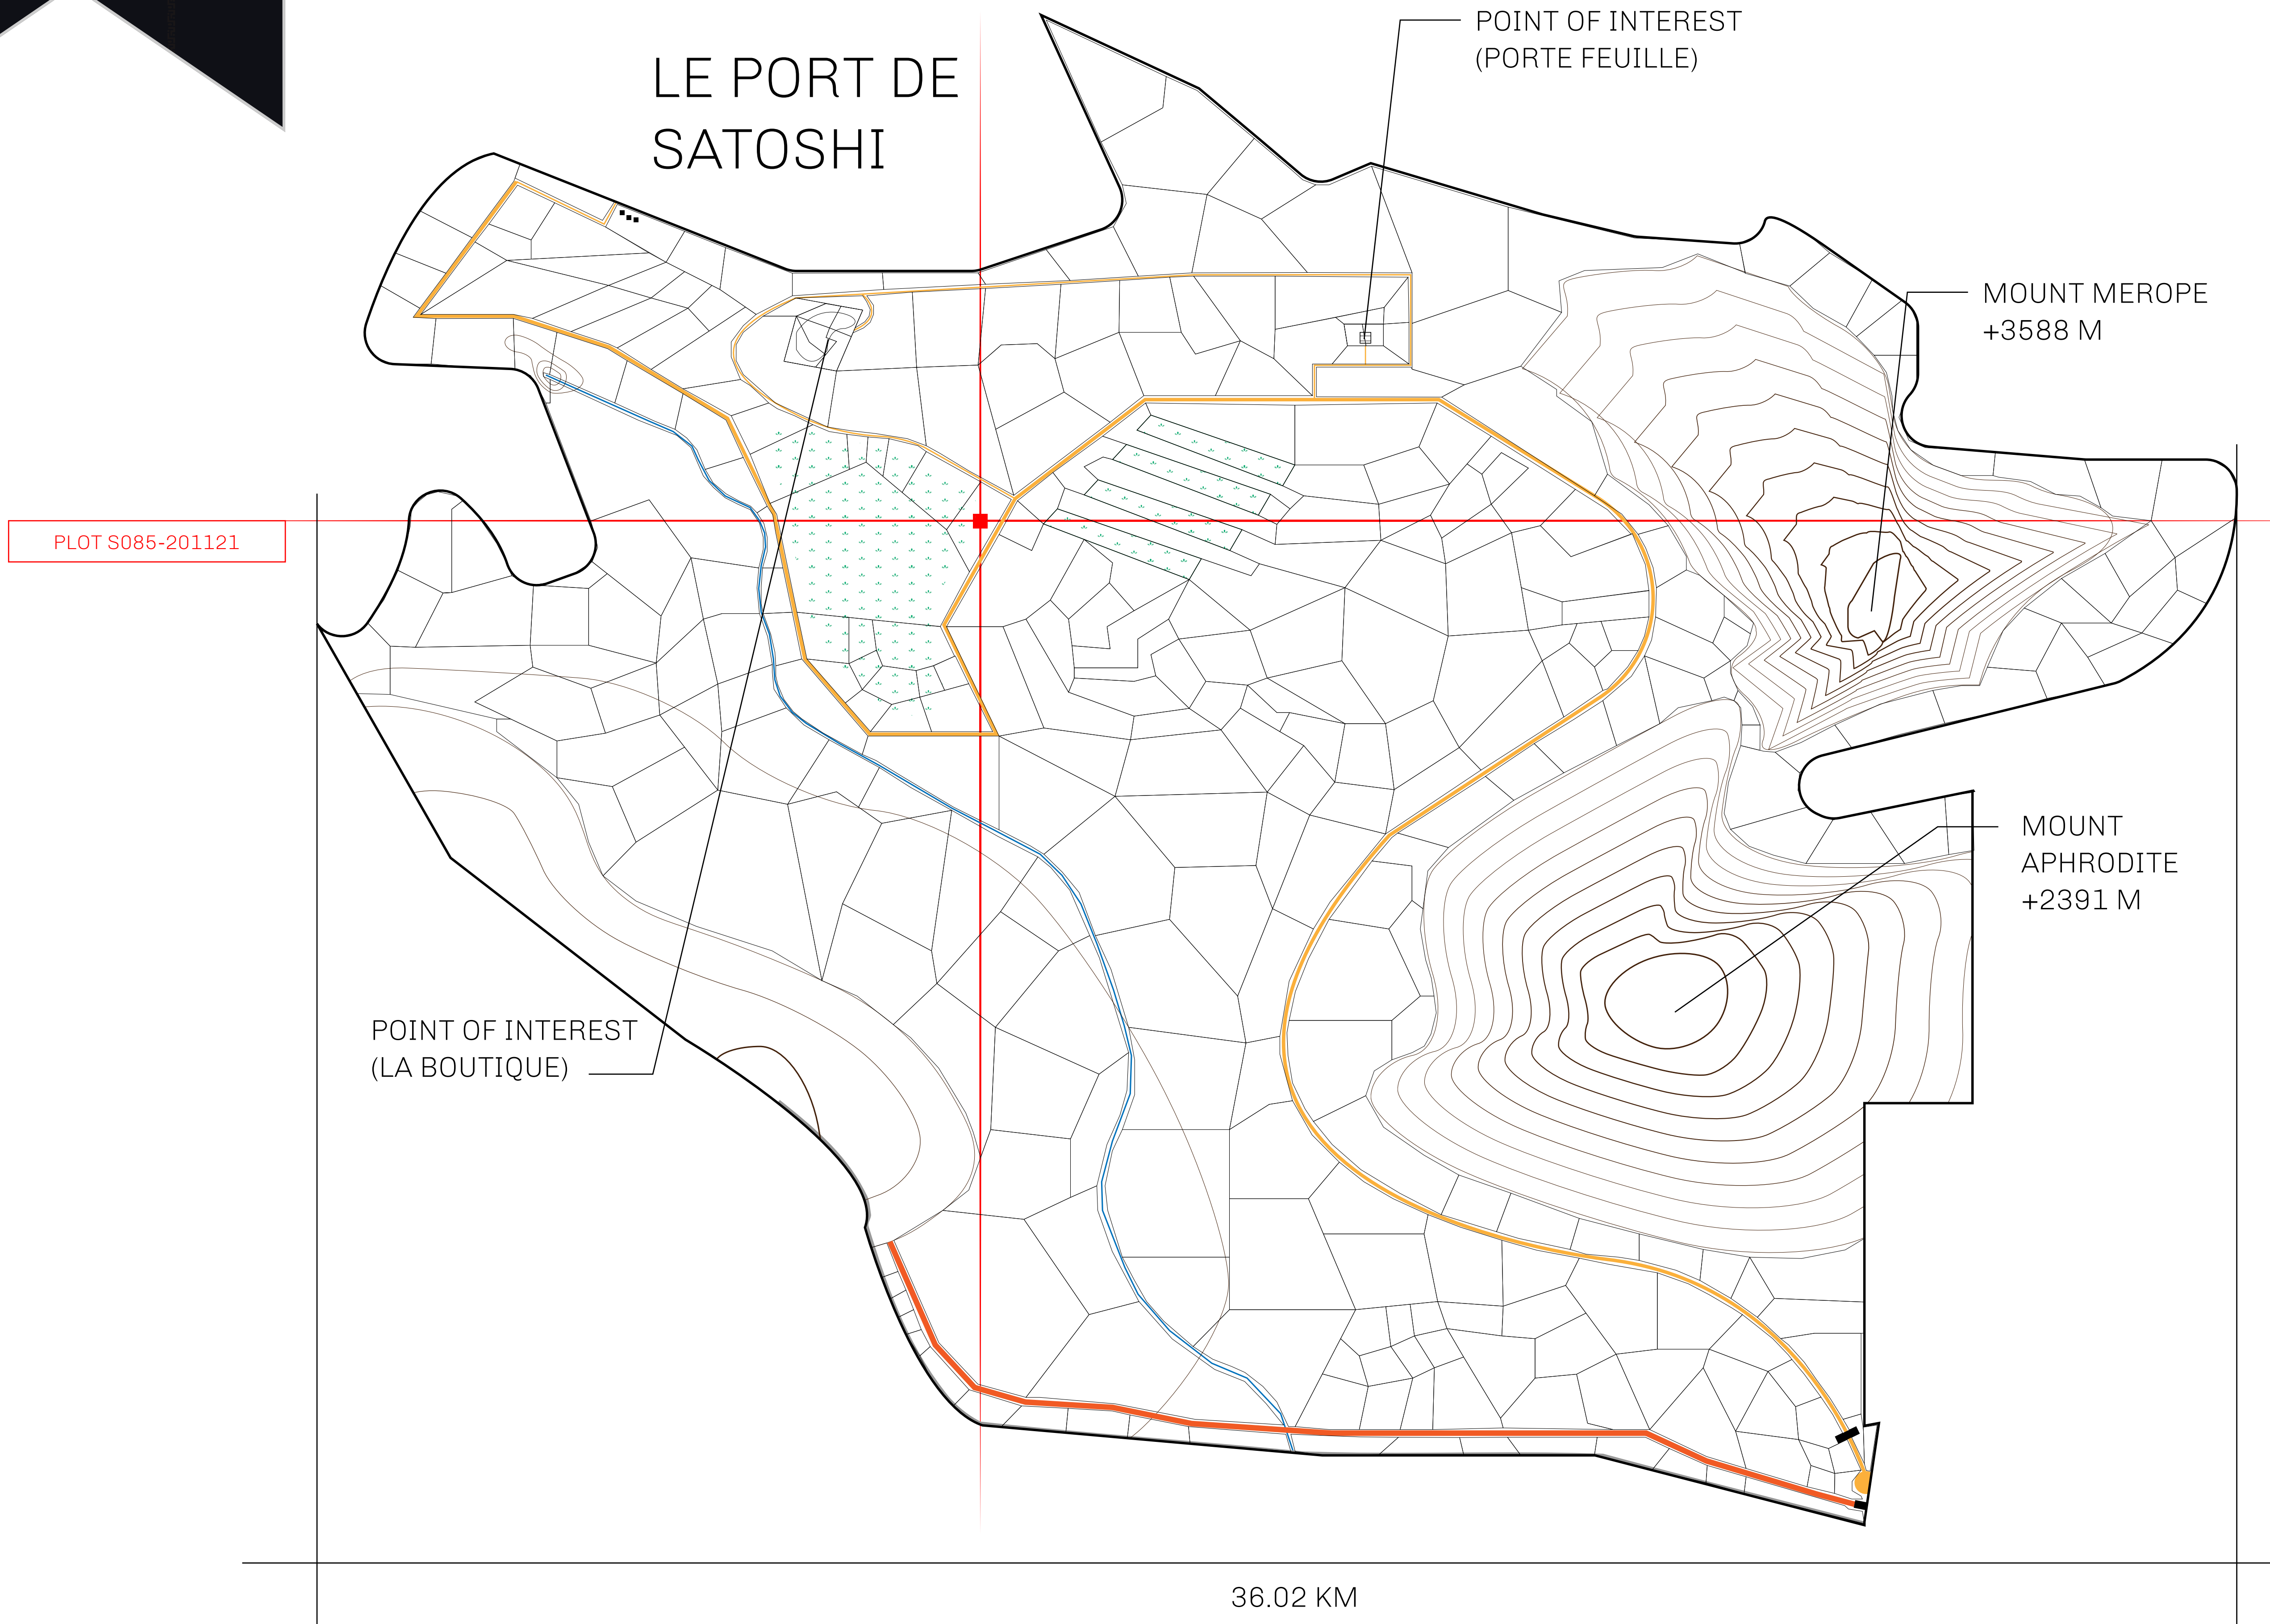 POINT OF INTEREST
(PORTE FEUILLE)
LE PORT DE
SATOSHI
MOUNT MEROPE
+3588 M
PLOT S085-201121
MOUNT
APHRODITE
+2391 M
POINT OF INTEREST
(LA BOUTIQUE)
36.02 KM